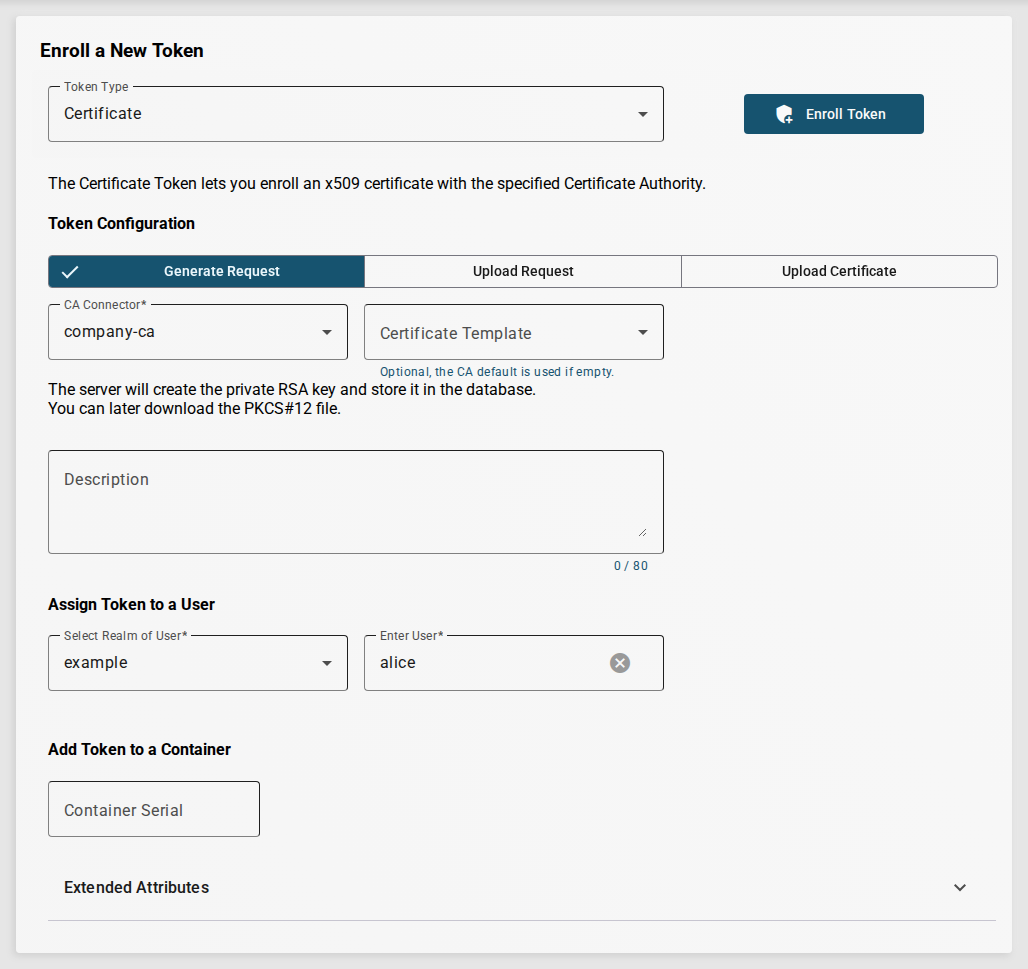 Enroll a New Token
Token Type
Certificate
Enroll Token
The Certificate Token lets you enroll an x509 certificate with the specified Certificate Authority.
Token Configuration
Generate Request
Upload Request
Upload Certificate
CA Connector*
company-ca
Certificate Template
Optional, the CA default is used if empty.
The server will create the private RSA key and store it in the database.
You can later download the PKCS#12 file.
Description
0 / 80
Assign Token to a User
Select Realm of User*
example
Enter User*
alice
Add Token to a Container
Container Serial
Extended Attributes